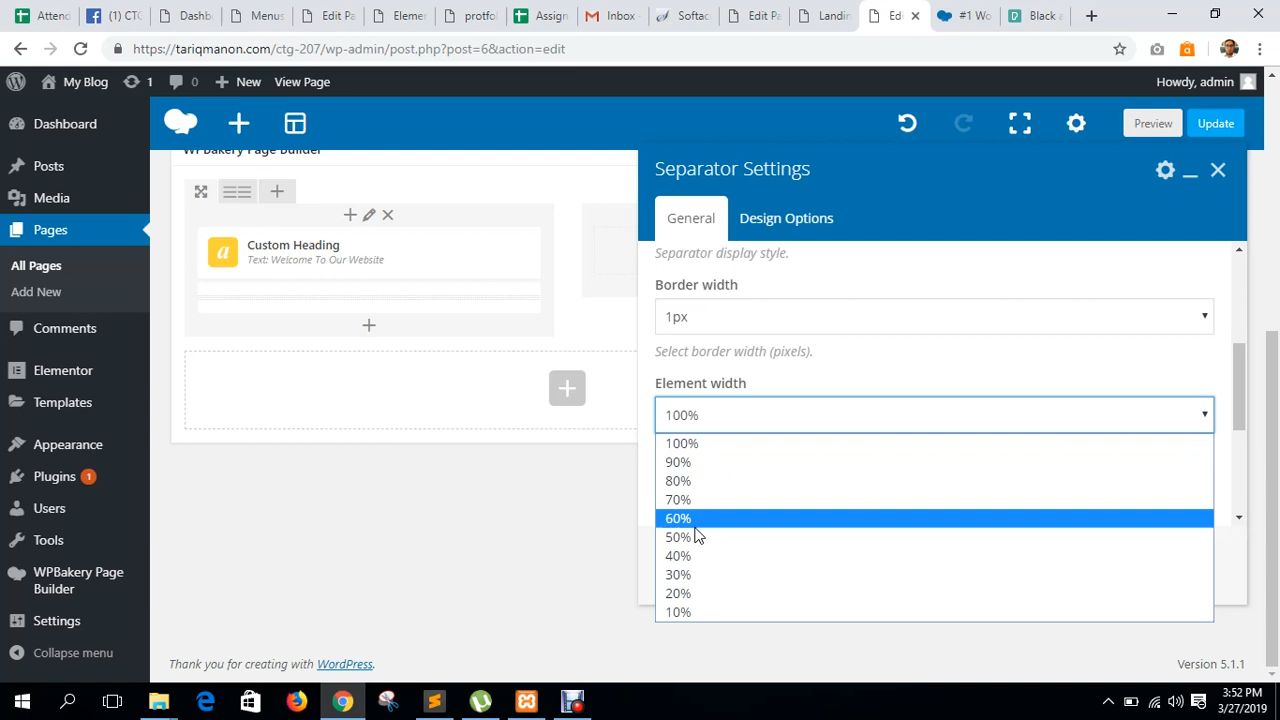 Attend
(1) CTG
Dashb
Menus
Edit Pa
Elemen
protfol
Assign
Inbox -
Softac
Edit Pa
Landin
Edi
#1 Wo
Black a
https://tariqmanon.com/ctg-207/wp-admin/post.php?post=6&action=edit
My Blog
1
0
New
View Page
Howdy, admin
Dashboard
Posts
Media
Pages
All Pages
Add New
Comments
Elementor
Templates
Appearance
Plugins 1
Users
Tools
WPBakery Page
Builder
Settings
Collapse menu
Preview
Update
WPBakery Page Builder
Custom Heading
Text: Welcome To Our Website
Separator Settings
General
Design Options
Separator display style.
Border width
1px
Select border width (pixels).
Element width
100%
100%
90%
80%
70%
60%
50%
40%
30%
20%
10%
Thank you for creating with WordPress.
Version 5.1.1
3:52 PM
3/27/2019